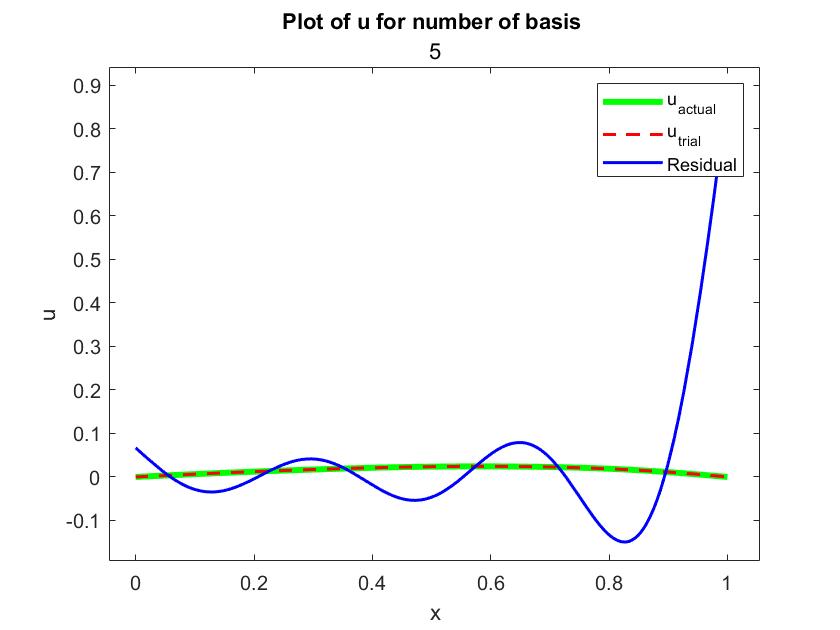 Plot of u for number of basis
5
u_actual
u_trial
Residual
0.9
0.8
0.7
0.6
0.5
0.4
0.3
0.2
0.1
0
-0.1
u
0 0.2 0.4 0.6 0.8 1
x